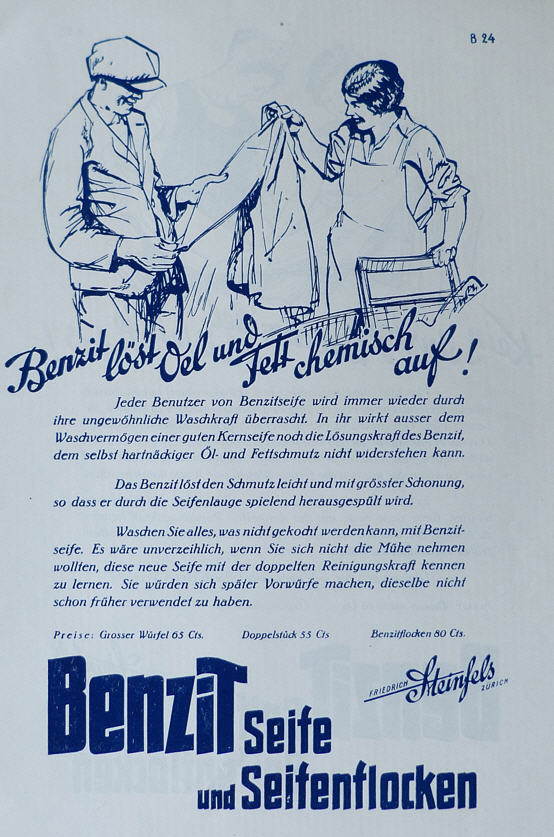 B 24
Benzit löst Oel und Fett chemisch auf!
Jeder Benutzer von Benzitseife wird immer wieder durch
ihre ungewöhnliche Waschkraft überrascht. In ihr wirkt ausser dem
Waschvermögen einer guten Kernseife noch die Lösungskraft des Benzit,
dem selbst hartnäckiger Öl- und Fettschmutz nicht widerstehen kann.
Das Benzit löst den Schmutz leicht und mit grösster Schonung,
so dass er durch die Seifenlauge spielend herausgespült wird.
Waschen Sie alles, was nicht gekocht werden kann, mit Benzit-
seife. Es wäre unverzeihlich, wenn Sie sich nicht die Mühe nehmen
wollten, diese neue Seife mit der doppelten Reinigungskraft kennen
zu lernen. Sie würden sich später Vorwürfe machen, dieselbe nicht
schon früher verwendet zu haben.
Preise: Grosser Würfel 65 Cts. Doppelstück 55 Cts Benzitflocken 80 Cts.
FRIEDRICH Steinfels ZÜRICH
Benzit Seife
und Seifenflocken